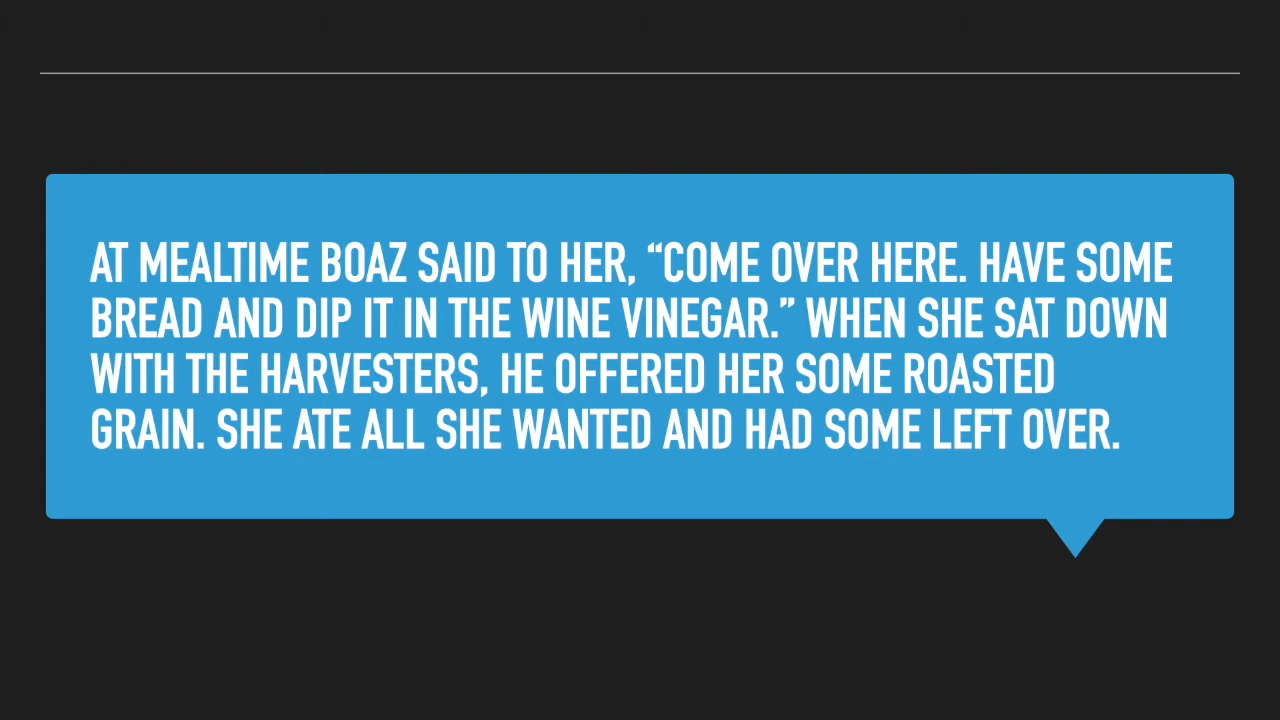 AT MEALTIME BOAZ SAID TO HER, “COME OVER HERE. HAVE SOME
BREAD AND DIP IT IN THE WINE VINEGAR.” WHEN SHE SAT DOWN
WITH THE HARVESTERS, HE OFFERED HER SOME ROASTED
GRAIN. SHE ATE ALL SHE WANTED AND HAD SOME LEFT OVER.